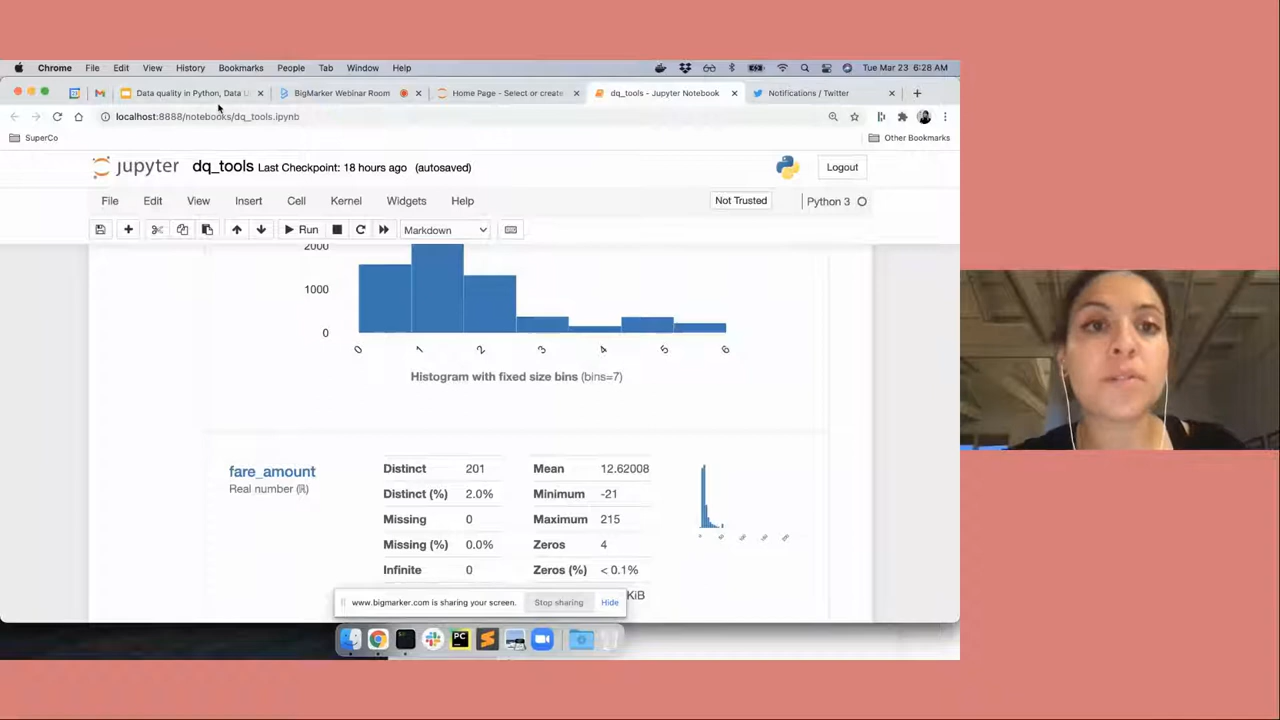 Chrome File Edit View History Bookmarks People Tab Window Help Tue Mar 23 6:28 AM
Data quality in Python, Data U BigMarker Webinar Room Home Page - Select or create dq_tools - Jupyter Notebook Notifications / Twitter
localhost:8888/notebooks/dq_tools.ipynb
SuperCo Other Bookmarks
jupyter dq_tools Last Checkpoint: 18 hours ago (autosaved) Logout
File Edit View Insert Cell Kernel Widgets Help Not Trusted Python 3
Run Markdown
2000
1000
0
0 1 2 3 4 5 6
Histogram with fixed size bins (bins=7)
fare_amount
Real number (ℝ)
Distinct 201 Mean 12.62008
Distinct (%) 2.0% Minimum -21
Missing 0 Maximum 215
Missing (%) 0.0% Zeros 4
Infinite 0 Zeros (%) < 0.1%
KiB
www.bigmarker.com is sharing your screen. Stop sharing Hide
PC